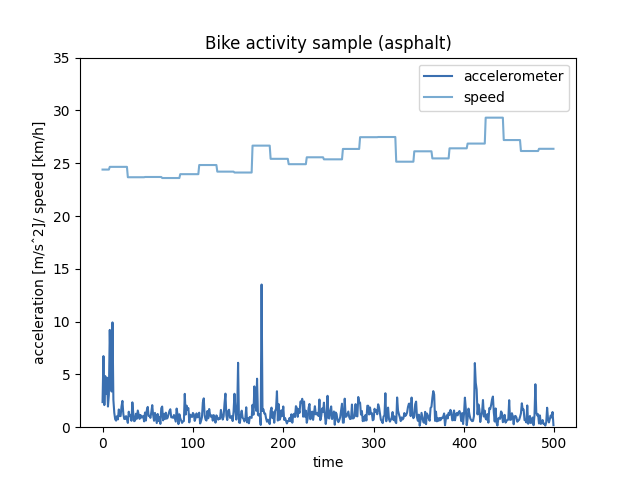 Bike activity sample (asphalt)
accelerometer
speed
35
30
25
20
15
10
5
0
acceleration [m/sˆ2]/ speed [km/h]
0 100 200 300 400 500
time